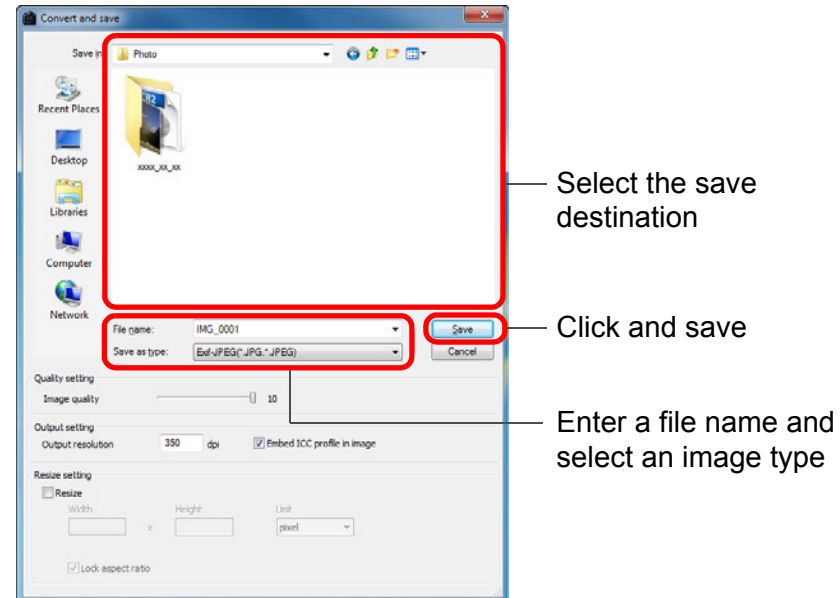 Convert and save
Save in
Photo
CR2
Recent Places
Desktop
xxxx_xx_xx
Libraries
Computer
Network
File name: IMG_0001 Save
Save as type: Exif-JPEG(*.JPG,*.JPEG) Cancel
Quality setting
Image quality 10
Output setting
Output resolution 350 dpi Embed ICC profile in image
Resize setting
Resize
Width Height Unit
x pixel
Lock aspect ratio
Select the save
destination
Click and save
Enter a file name and
select an image type